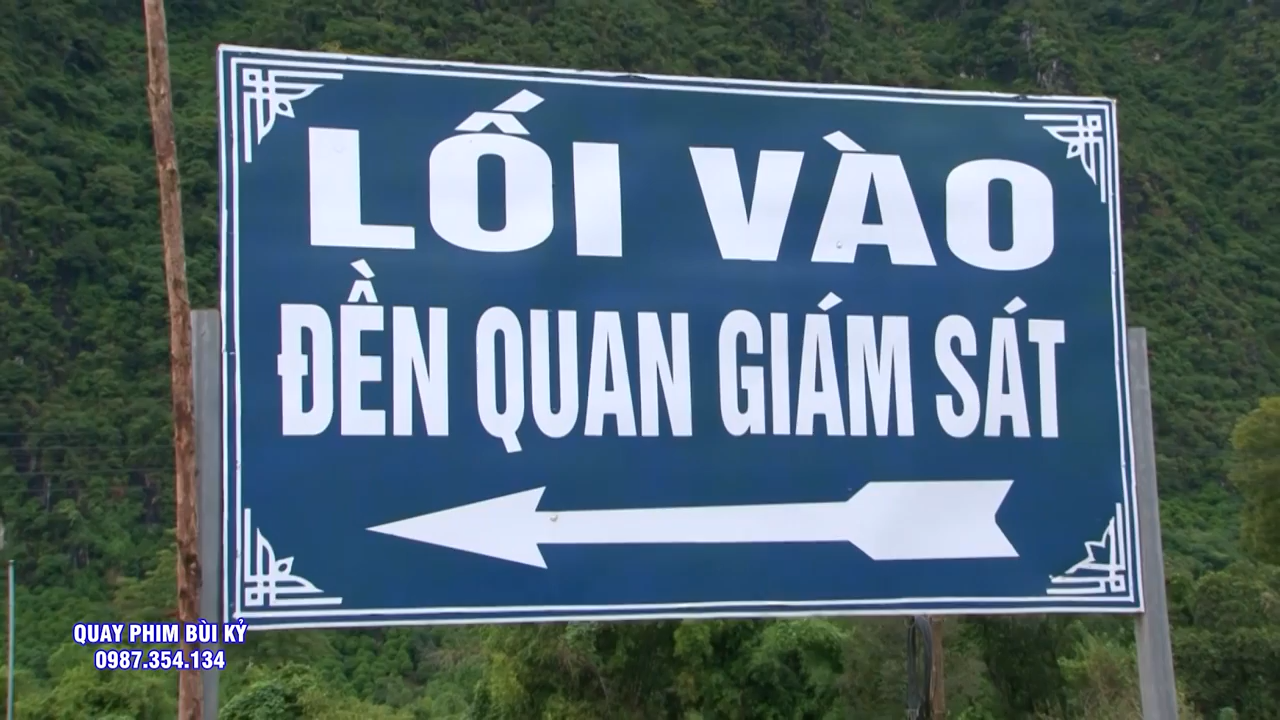 LỐI VÀO
ĐỀN QUAN GIÁM SÁT
QUAY PHIM BÙI KỶ
0987.354.134